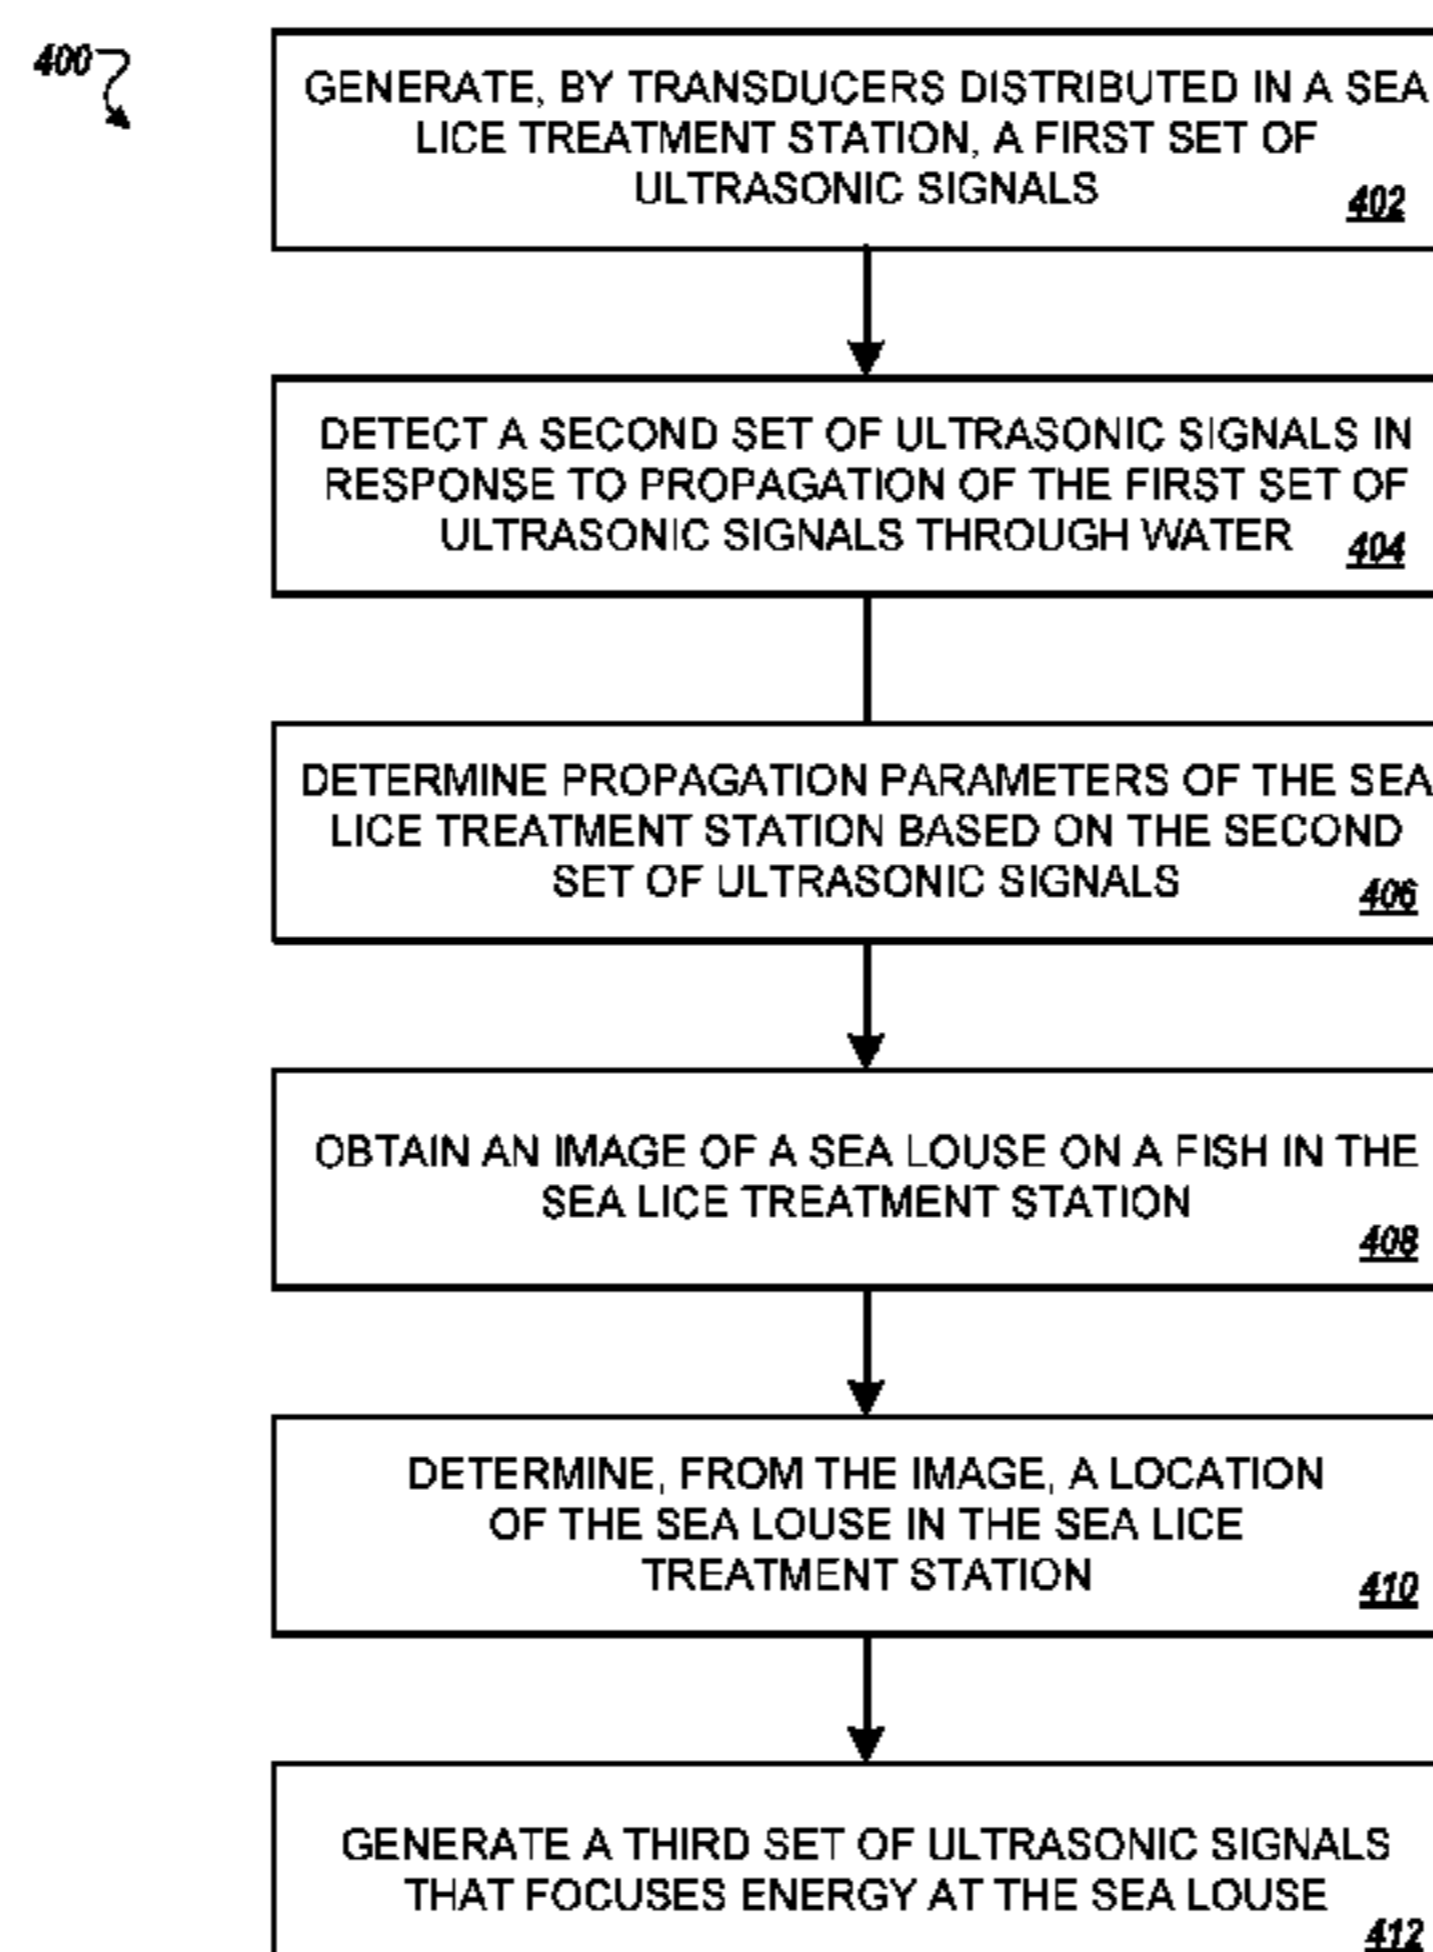 400
GENERATE, BY TRANSDUCERS DISTRIBUTED IN A SEA
LICE TREATMENT STATION, A FIRST SET OF
ULTRASONIC SIGNALS
402
DETECT A SECOND SET OF ULTRASONIC SIGNALS IN
RESPONSE TO PROPAGATION OF THE FIRST SET OF
ULTRASONIC SIGNALS THROUGH WATER
404
DETERMINE PROPAGATION PARAMETERS OF THE SEA
LICE TREATMENT STATION BASED ON THE SECOND
SET OF ULTRASONIC SIGNALS
406
OBTAIN AN IMAGE OF A SEA LOUSE ON A FISH IN THE
SEA LICE TREATMENT STATION
408
DETERMINE, FROM THE IMAGE, A LOCATION
OF THE SEA LOUSE IN THE SEA LICE
TREATMENT STATION
410
GENERATE A THIRD SET OF ULTRASONIC SIGNALS
THAT FOCUSES ENERGY AT THE SEA LOUSE
412